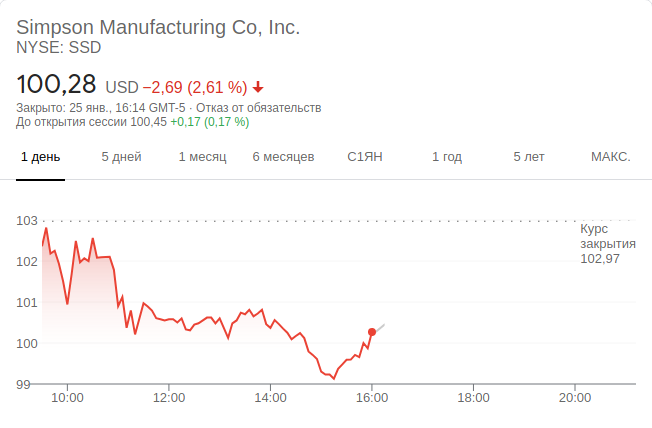 Simpson Manufacturing Co, Inc.
NYSE: SSD
100,28 USD −2,69 (2,61 %)
Закрыто: 25 янв., 16:14 GMT-5 · Отказ от обязательств
До открытия сессии 100,45 +0,17 (0,17 %)
1 день 5 дней 1 месяц 6 месяцев С1ЯН 1 год 5 лет МАКС.
103
Курс
закрытия
102,97
102
101
100
99
10:00 12:00 14:00 16:00 18:00 20:00